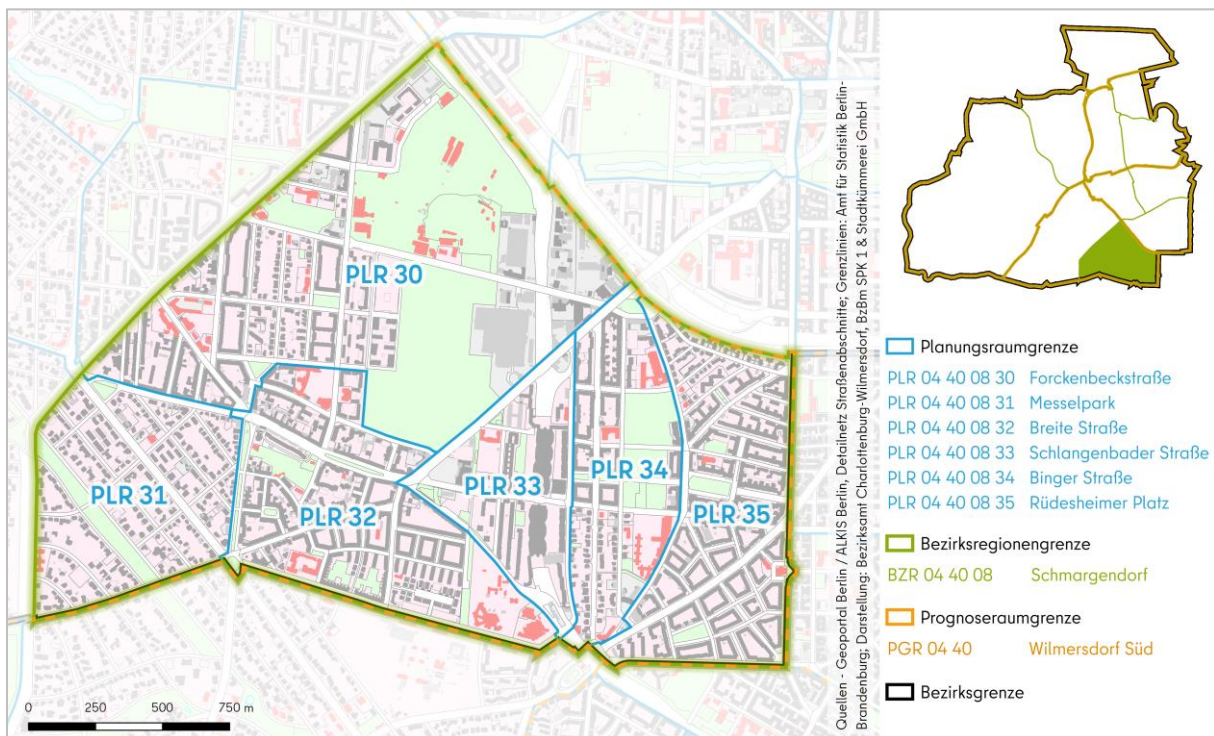 PLR 30
PLR 31
PLR 32
PLR 33
PLR 34
PLR 35
0 250 500 750 m
Quellen - Geoportal Berlin / ALKIS Berlin, Detailnetz Straßenabschnitte; Grenzlinien: Amt für Statistik Berlin-
Brandenburg; Darstellung: Bezirksamt Charlottenburg-Wilmersdorf, BzBm SPK 1 & Stadtkümmerei GmbH
Planungsraumgrenze
PLR 04 40 08 30 Forckenbeckstraße
PLR 04 40 08 31 Messelpark
PLR 04 40 08 32 Breite Straße
PLR 04 40 08 33 Schlangenbader Straße
PLR 04 40 08 34 Binger Straße
PLR 04 40 08 35 Rüdesheimer Platz
Bezirksregionengrenze
BZR 04 40 08 Schmargendorf
Prognoseraumgrenze
PGR 04 40 Wilmersdorf Süd
Bezirksgrenze